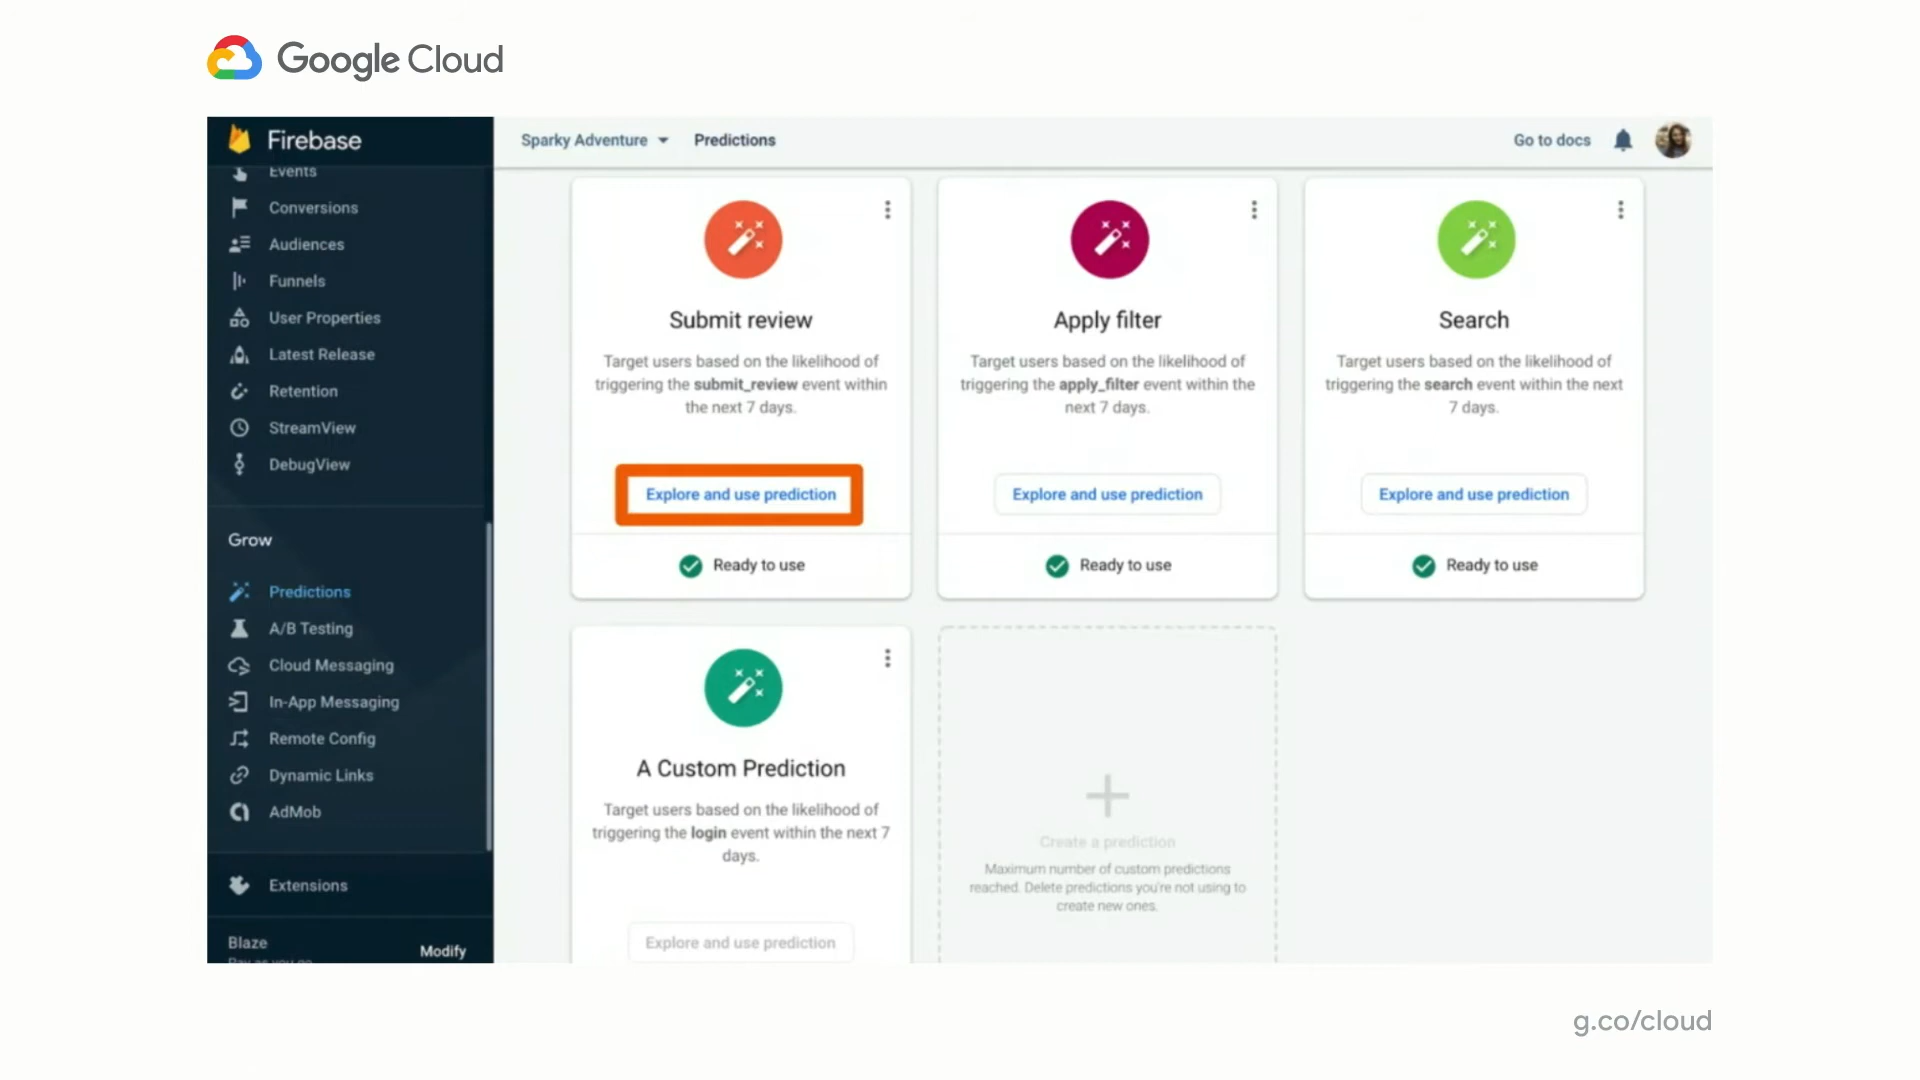 Google Cloud
Firebase
Sparky Adventure
Predictions
Go to docs
Events
Conversions
Audiences
Funnels
User Properties
Latest Release
Retention
StreamView
DebugView
Grow
Predictions
A/B Testing
Cloud Messaging
In-App Messaging
Remote Config
Dynamic Links
AdMob
Extensions
Blaze
Pay as you go
Modify
Submit review
Target users based on the likelihood of
triggering the submit_review event within
the next 7 days.
Explore and use prediction
Ready to use
Apply filter
Target users based on the likelihood of
triggering the apply_filter event within the
next 7 days.
Explore and use prediction
Ready to use
Search
Target users based on the likelihood of
triggering the search event within the next
7 days.
Explore and use prediction
Ready to use
A Custom Prediction
Target users based on the likelihood of
triggering the login event within the next 7
days.
Explore and use prediction
Create a prediction
Maximum number of custom predictions
reached. Delete predictions you're not using to
create new ones.
g.co/cloud